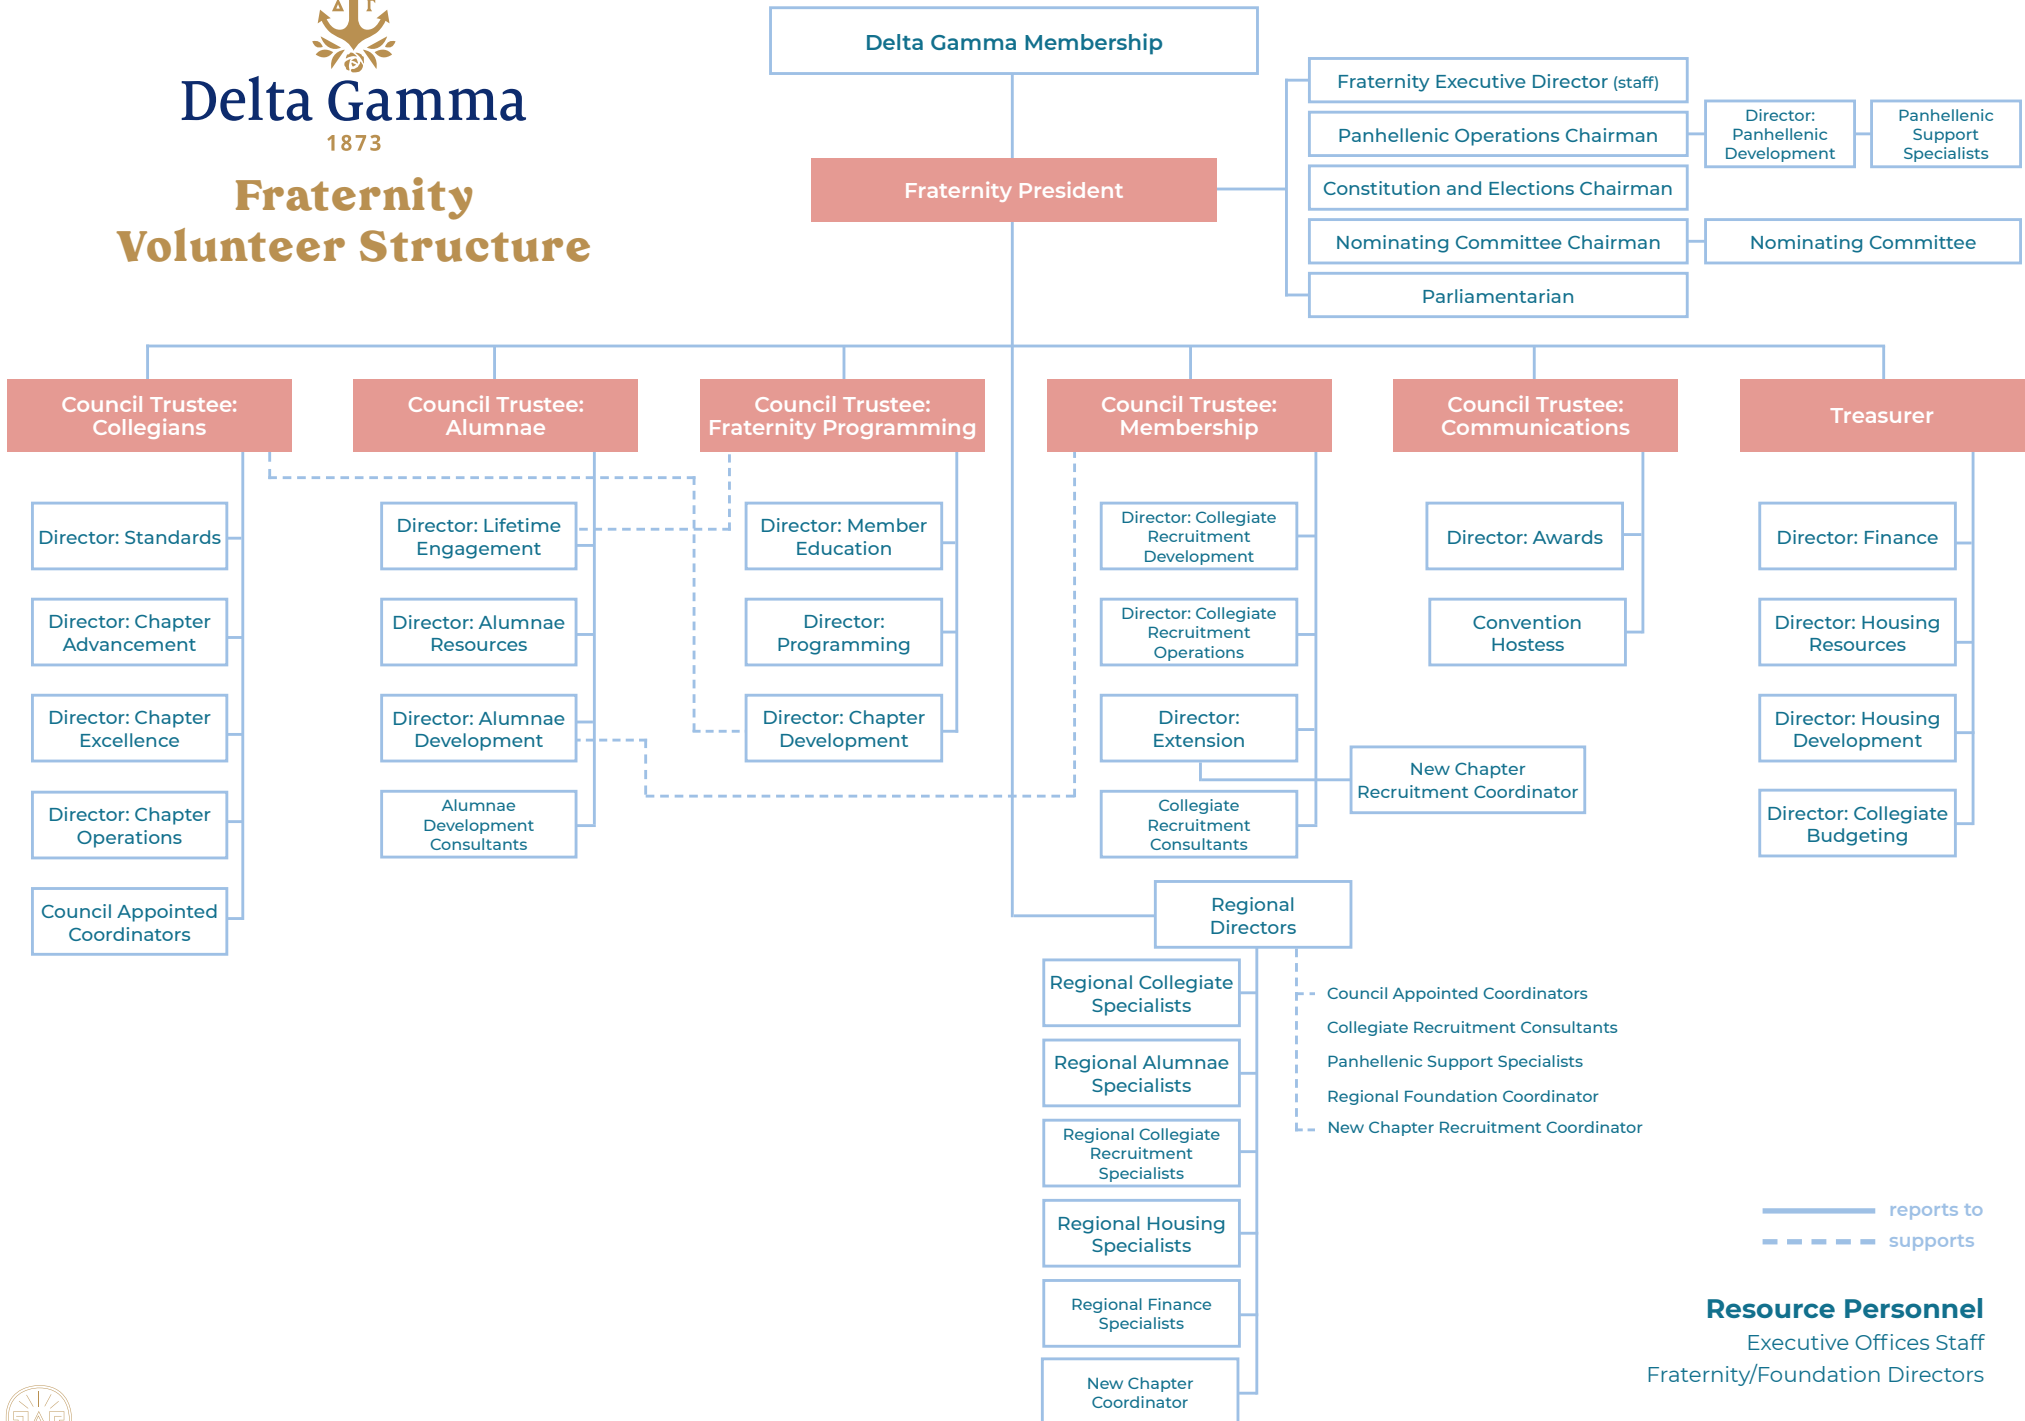 Δ Γ
Delta Gamma
1873
Fraternity
Volunteer Structure
Delta Gamma Membership
Fraternity President
Fraternity Executive Director (staff)
Panhellenic Operations Chairman
Director:
Panhellenic
Development
Panhellenic
Support
Specialists
Constitution and Elections Chairman
Nominating Committee Chairman
Nominating Committee
Parliamentarian
Council Trustee:
Collegians
Council Trustee:
Alumnae
Council Trustee:
Fraternity Programming
Council Trustee:
Membership
Council Trustee:
Communications
Treasurer
Director: Standards
Director: Chapter
Advancement
Director: Chapter
Excellence
Director: Chapter
Operations
Council Appointed
Coordinators
Director: Lifetime
Engagement
Director: Alumnae
Resources
Director: Alumnae
Development
Alumnae
Development
Consultants
Director: Member
Education
Director:
Programming
Director: Chapter
Development
Director: Collegiate
Recruitment
Development
Director: Collegiate
Recruitment
Operations
Director:
Extension
New Chapter
Recruitment Coordinator
Collegiate
Recruitment
Consultants
Director: Awards
Convention
Hostess
Director: Finance
Director: Housing
Resources
Director: Housing
Development
Director: Collegiate
Budgeting
Regional
Directors
Regional Collegiate
Specialists
Regional Alumnae
Specialists
Regional Collegiate
Recruitment
Specialists
Regional Housing
Specialists
Regional Finance
Specialists
New Chapter
Coordinator
Council Appointed Coordinators
Collegiate Recruitment Consultants
Panhellenic Support Specialists
Regional Foundation Coordinator
New Chapter Recruitment Coordinator
reports to
supports
Resource Personnel
Executive Offices Staff
Fraternity/Foundation Directors